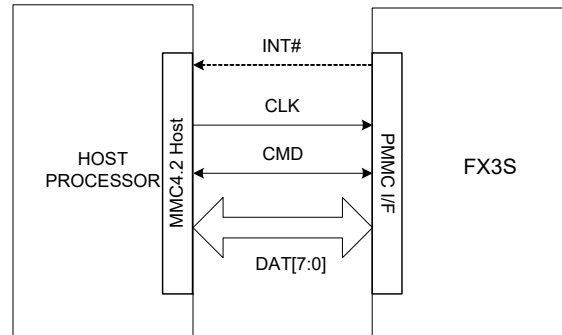 INT#
CLK
CMD
DAT[7:0]
HOST
PROCESSOR
MMC4.2 Host
PMMC I/F
FX3S